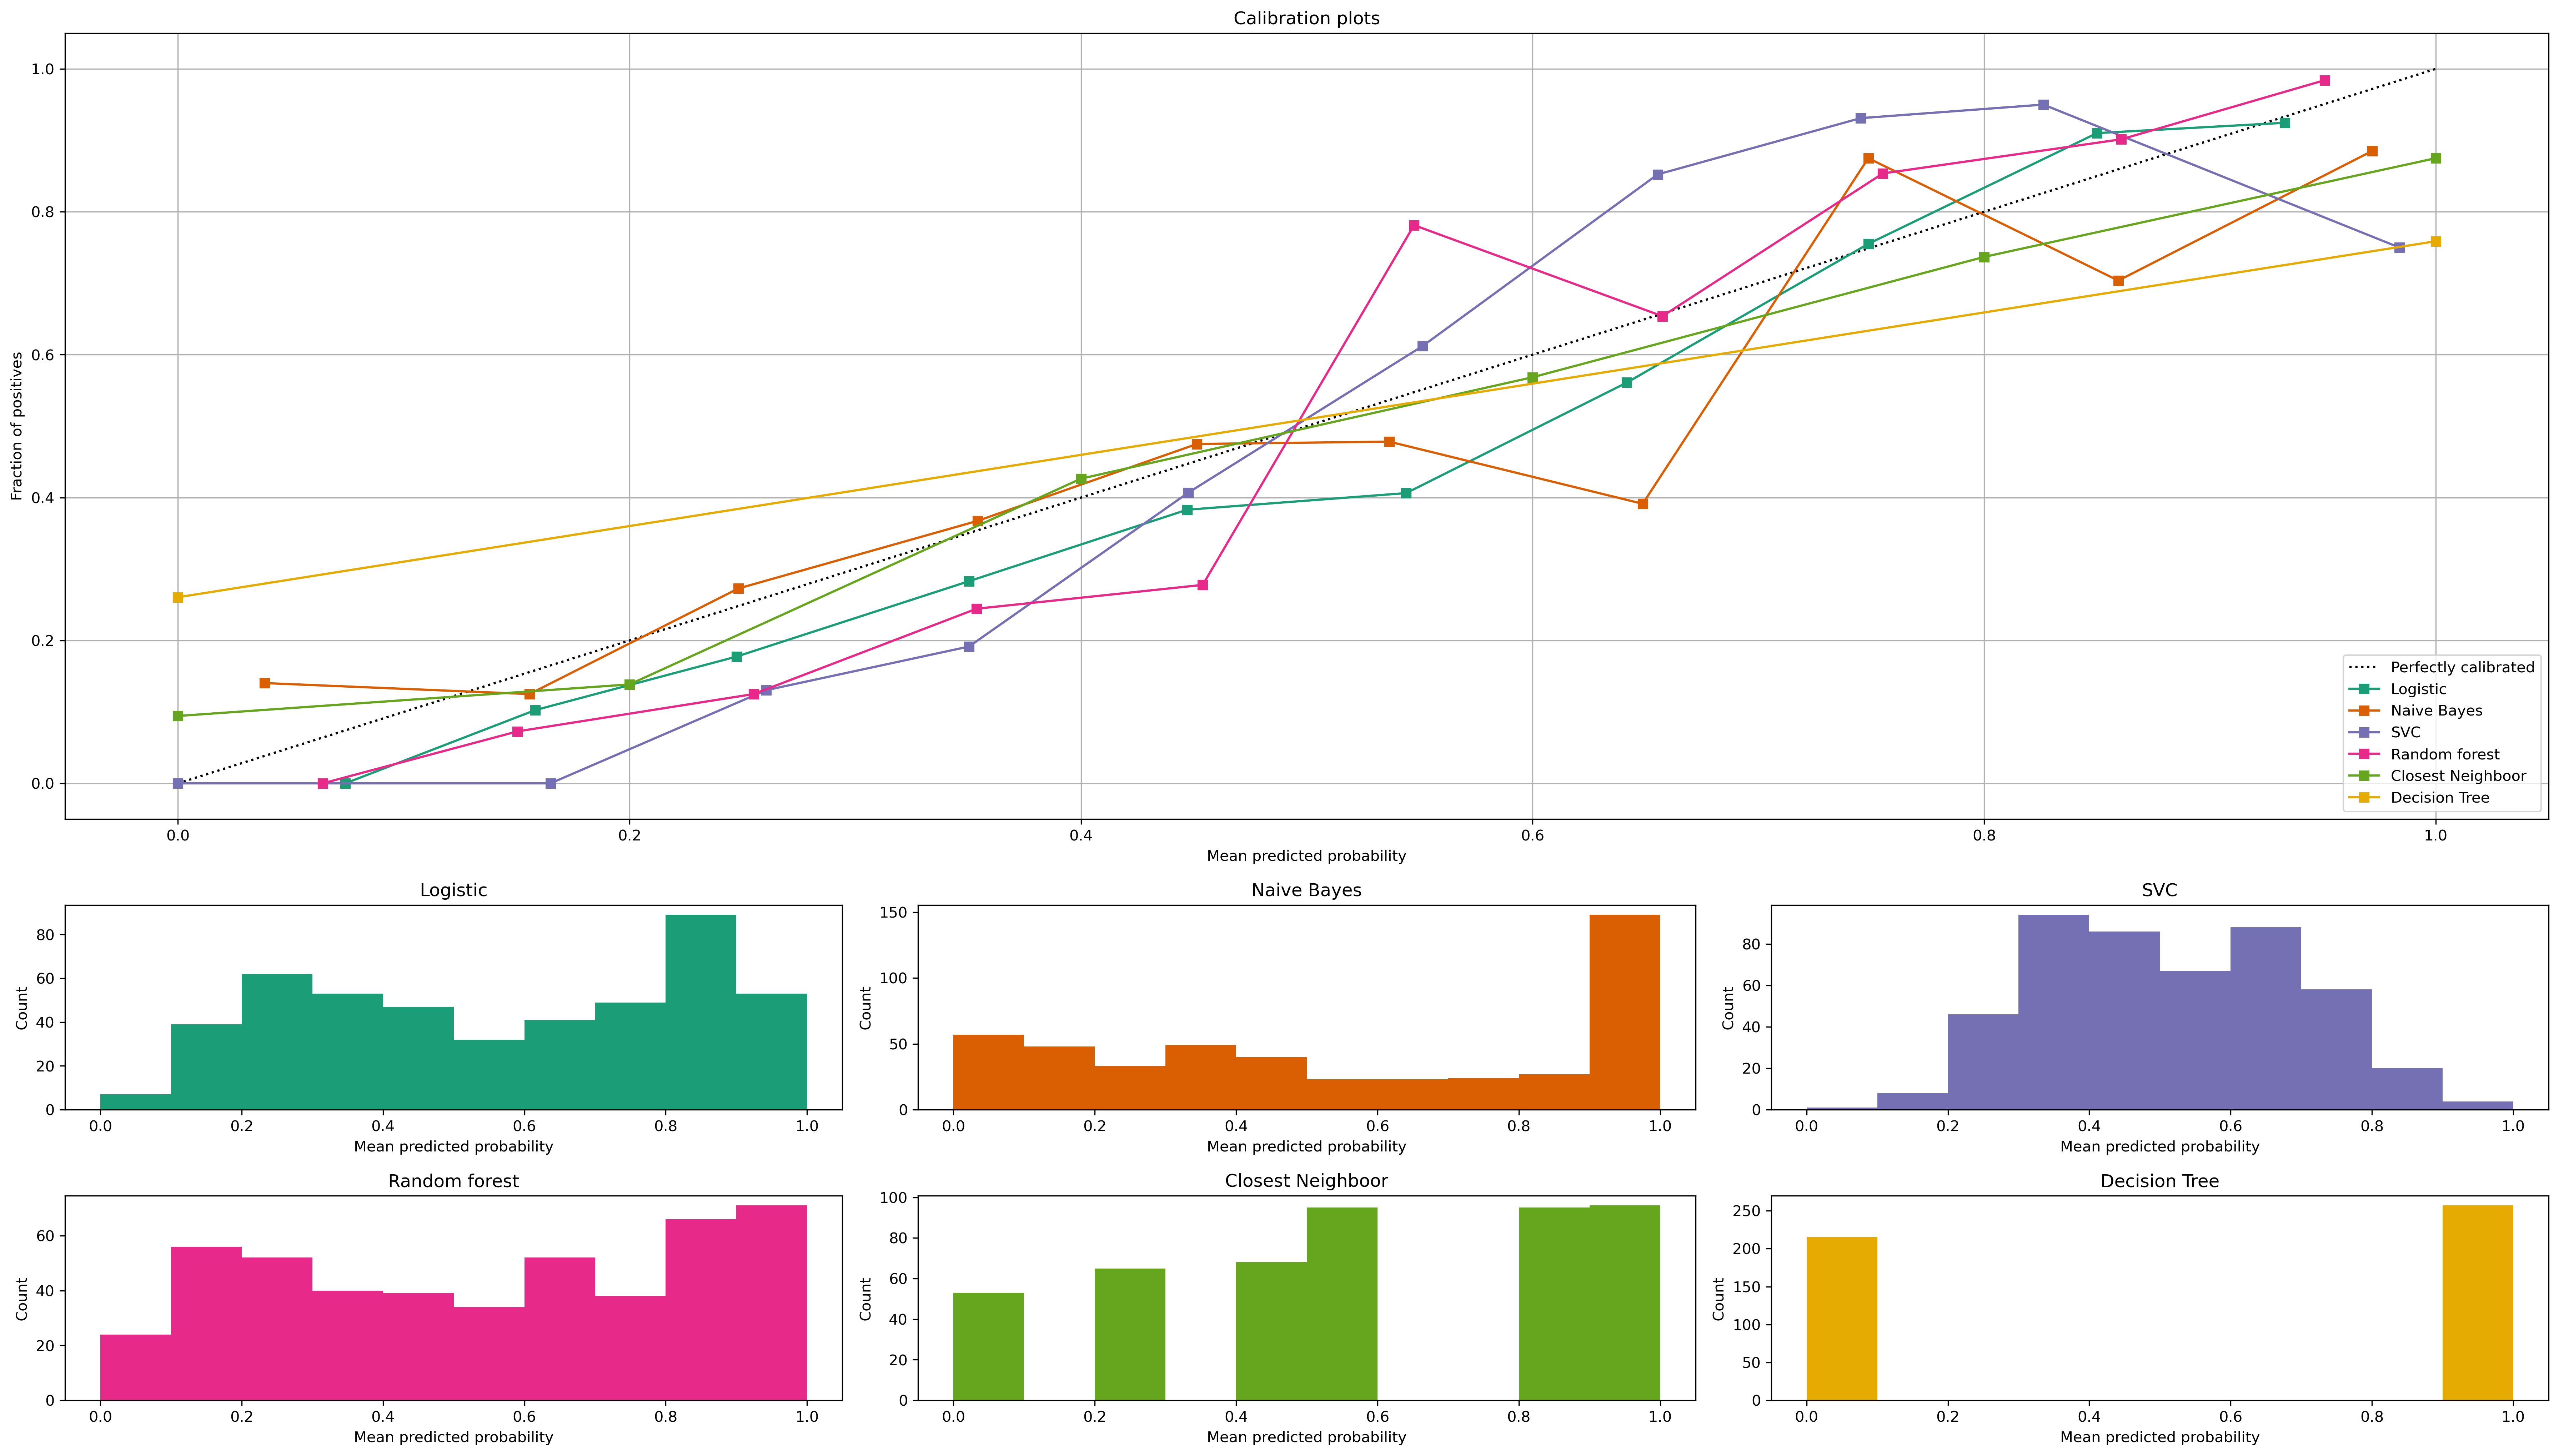 Calibration plots
1.0
0.8
0.6
0.4
0.2
0.0
Fraction of positives
0.0 0.2 0.4 0.6 0.8 1.0
Mean predicted probability
Perfectly calibrated
Logistic
Naive Bayes
SVC
Random forest
Closest Neighboor
Decision Tree
Logistic
80
60
40
20
0
Count
0.0 0.2 0.4 0.6 0.8 1.0
Mean predicted probability
Naive Bayes
150
100
50
0
Count
0.0 0.2 0.4 0.6 0.8 1.0
Mean predicted probability
SVC
80
60
40
20
0
Count
0.0 0.2 0.4 0.6 0.8 1.0
Mean predicted probability
Random forest
60
40
20
0
Count
0.0 0.2 0.4 0.6 0.8 1.0
Mean predicted probability
Closest Neighboor
100
80
60
40
20
0
Count
0.0 0.2 0.4 0.6 0.8 1.0
Mean predicted probability
Decision Tree
250
200
150
100
50
0
Count
0.0 0.2 0.4 0.6 0.8 1.0
Mean predicted probability